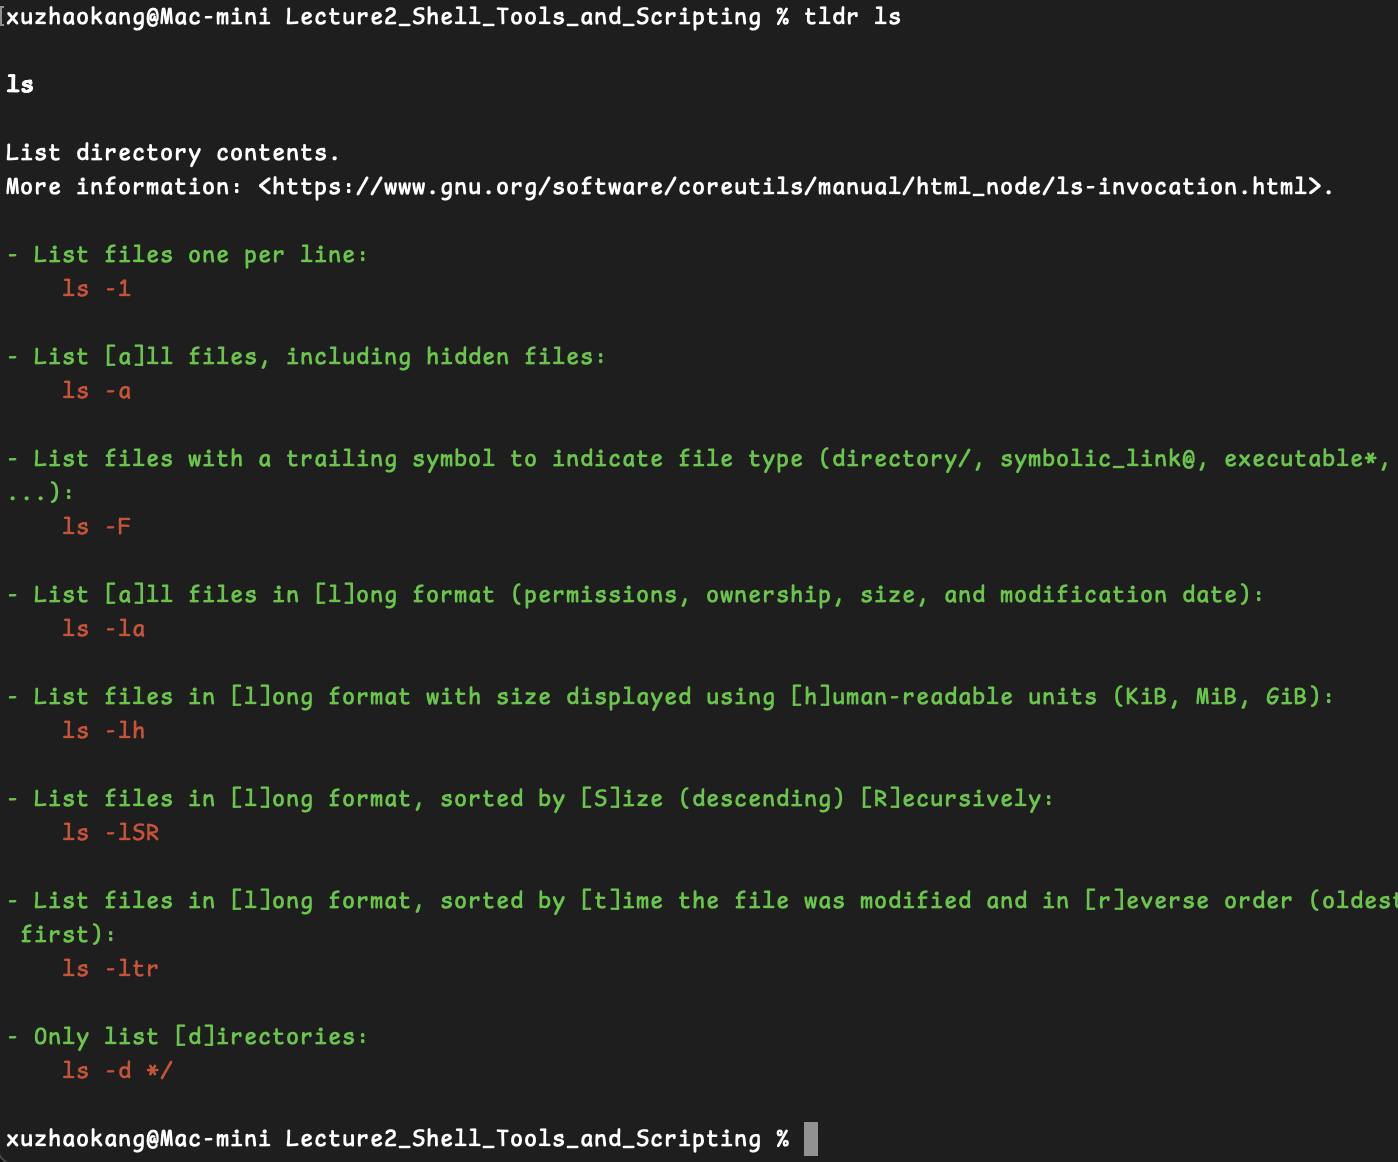 xuzhaokang@Mac-mini Lecture2_Shell_Tools_and_Scripting % tldr ls
ls
List directory contents.
More information: <https://www.gnu.org/software/coreutils/manual/html_node/ls-invocation.html>.
- List files one per line:
    ls -1
- List [a]ll files, including hidden files:
    ls -a
- List files with a trailing symbol to indicate file type (directory/, symbolic_link@, executable*,
...):
    ls -F
- List [a]ll files in [l]ong format (permissions, ownership, size, and modification date):
    ls -la
- List files in [l]ong format with size displayed using [h]uman-readable units (KiB, MiB, GiB):
    ls -lh
- List files in [l]ong format, sorted by [S]ize (descending) [R]ecursively:
    ls -lSR
- List files in [l]ong format, sorted by [t]ime the file was modified and in [r]everse order (oldest
 first):
    ls -ltr
- Only list [d]irectories:
    ls -d */
xuzhaokang@Mac-mini Lecture2_Shell_Tools_and_Scripting %